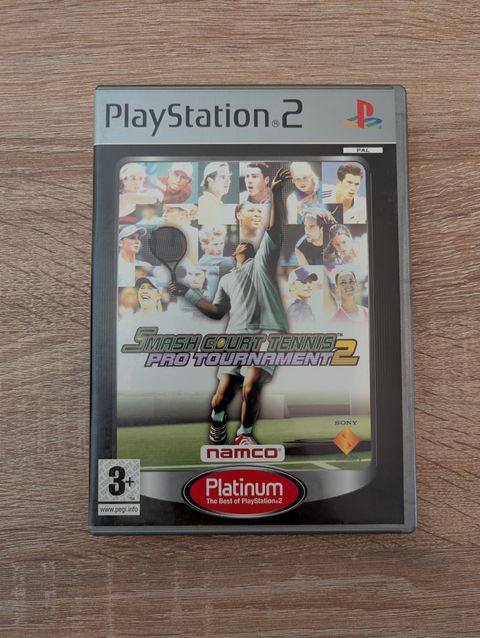 PlayStation®2
PAL
SMASH COURT TENNIS™
PRO TOURNAMENT 2
SONY
namco®
3+
www.pegi.info
Platinum
The Best of PlayStation®2